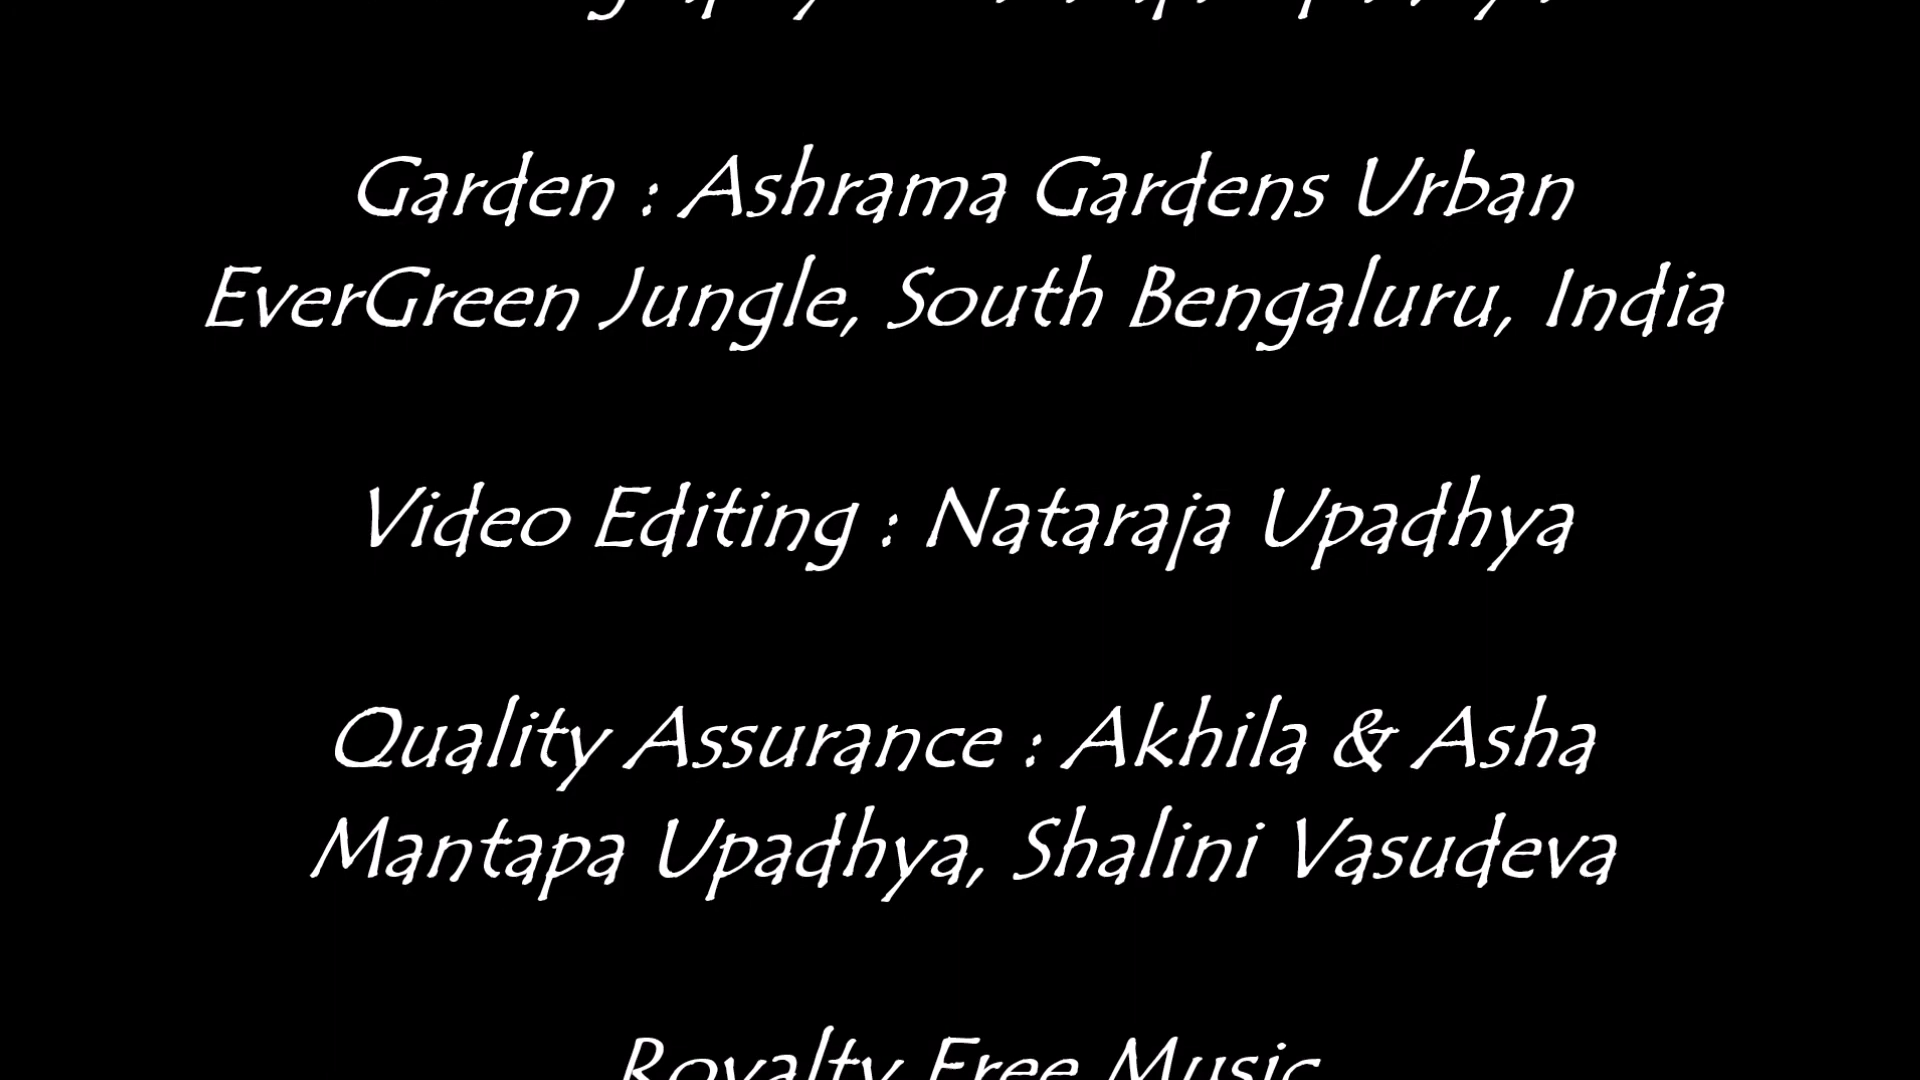 Garden : Ashrama Gardens Urban
EverGreen Jungle, South Bengaluru, India
Video Editing : Nataraja Upadhya
Quality Assurance : Akhila & Asha
Mantapa Upadhya, Shalini Vasudeva
Royalty Free Music